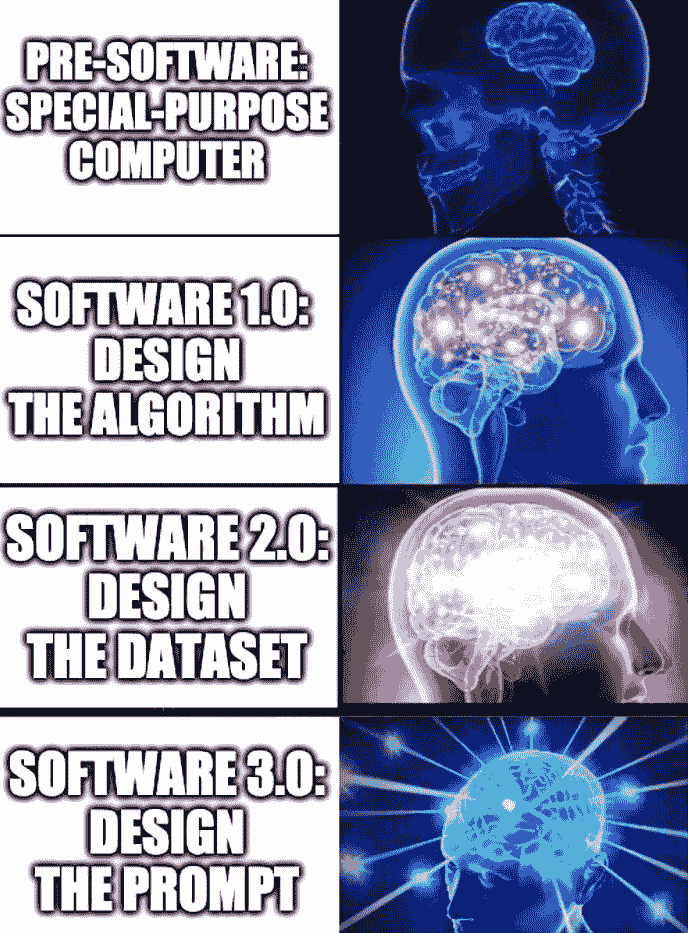 PRE-SOFTWARE:
SPECIAL-PURPOSE
COMPUTER
SOFTWARE 1.0:
DESIGN
THE ALGORITHM
SOFTWARE 2.0:
DESIGN
THE DATASET
SOFTWARE 3.0:
DESIGN
THE PROMPT